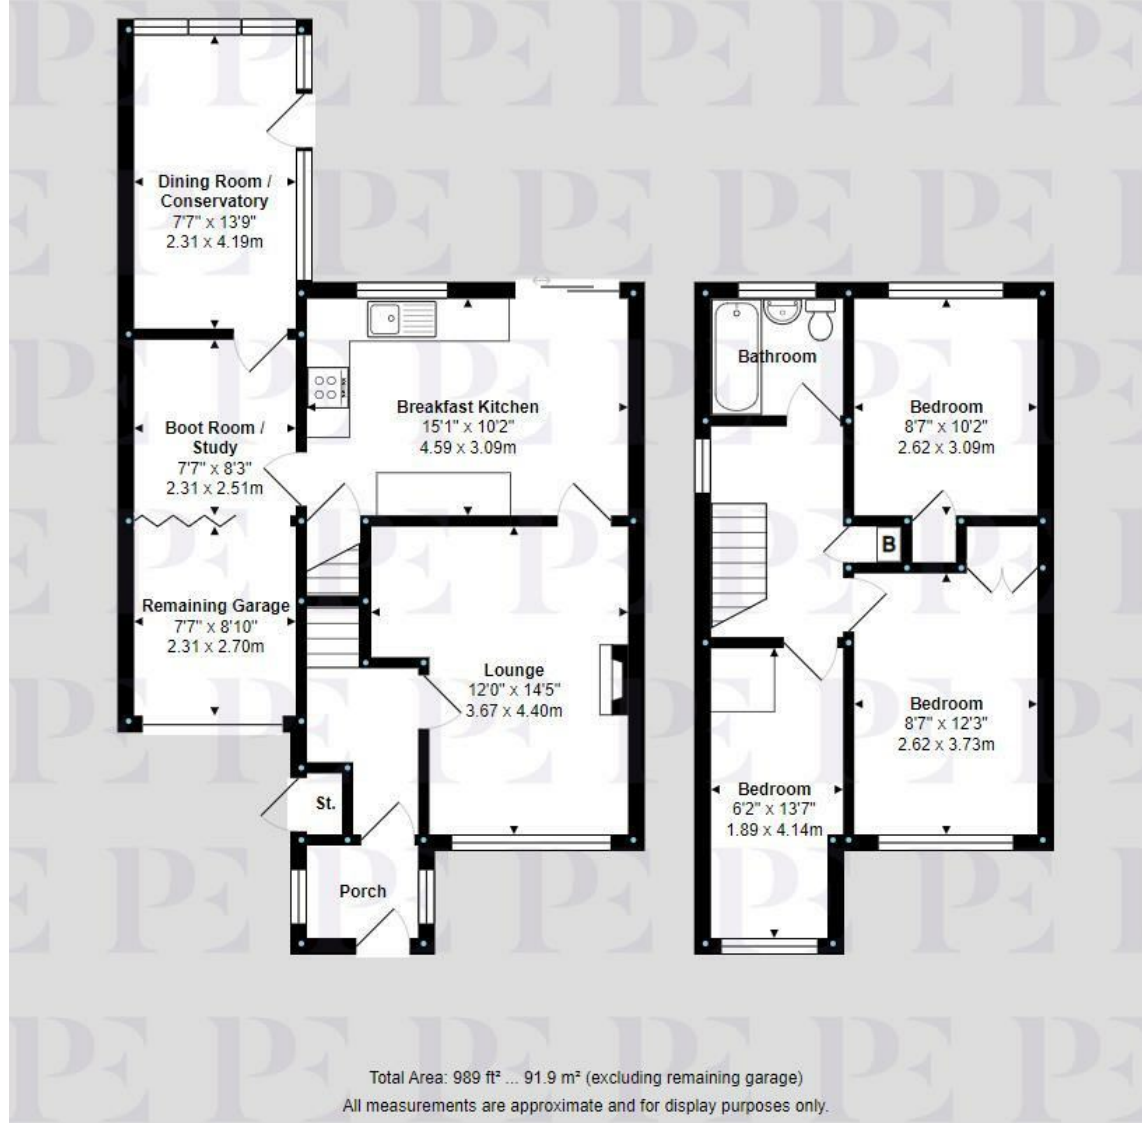 Dining Room /
Conservatory
7'7" x 13'9"
2.31 x 4.19m
Boot Room /
Study
7'7" x 8'3"
2.31 x 2.51m
Breakfast Kitchen
15'1" x 10'2"
4.59 x 3.09m
Remaining Garage
7'7" x 8'10"
2.31 x 2.70m
Lounge
12'0" x 14'5"
3.67 x 4.40m
St.
Porch
Bathroom
Bedroom
8'7" x 10'2"
2.62 x 3.09m
B
Bedroom
8'7" x 12'3"
2.62 x 3.73m
Bedroom
6'2" x 13'7"
1.89 x 4.14m
Total Area: 989 ft² ... 91.9 m² (excluding remaining garage)
All measurements are approximate and for display purposes only.